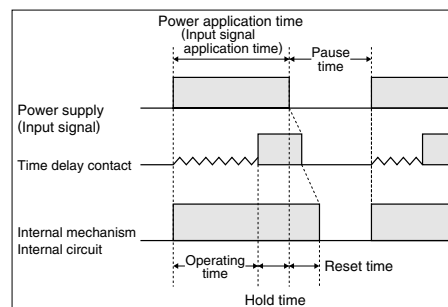 Power application time
(Input signal
application time)
Pause
time
Power supply
(Input signal)
Time delay contact
Internal mechanism
Internal circuit
Operating
time
Reset time
Hold time